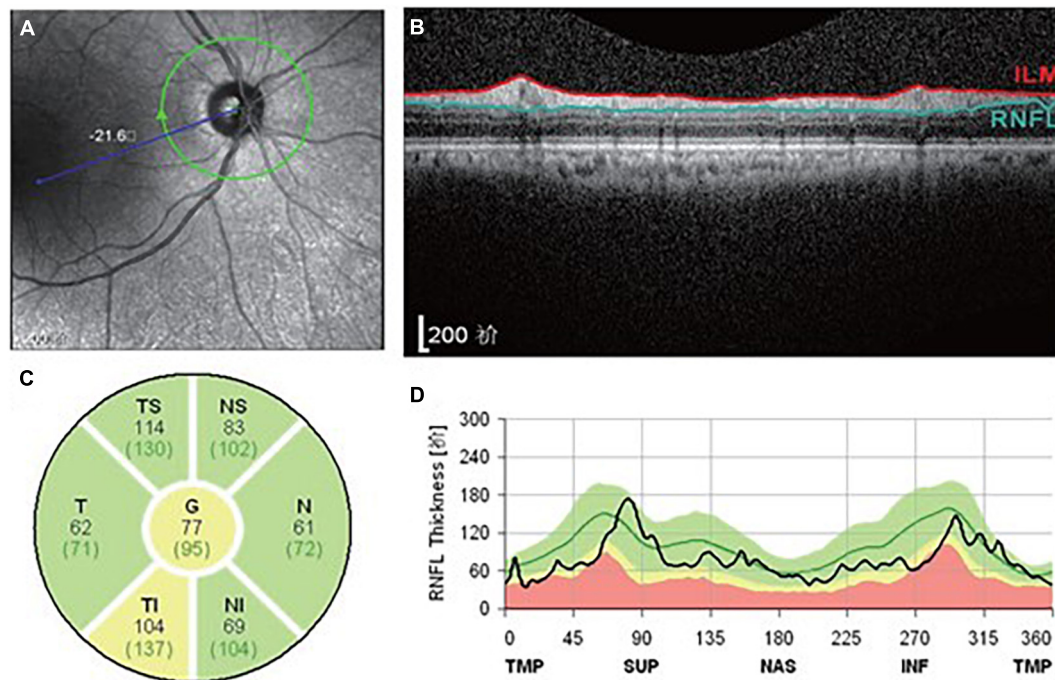 A
-21.6
B
ILM
RNFL
200 祄
C
TS
114
(130)
NS
83
(102)
T
62
(71)
G
77
(95)
N
61
(72)
TI
104
(137)
NI
69
(104)
D
RNFL Thickness [祄]
300
240
180
120
60
0
0 45 90 135 180 225 270 315 360
TMP SUP NAS INF TMP